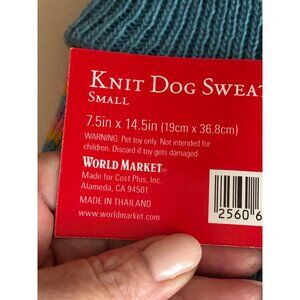 KNIT DOG SWEAT
SMALL
7.5in x 14.5in (19cm x 36.8cm)
WARNING: Pet toy only. Not intended for
children. Discard if toy gets damaged.
WORLD MARKET®
Made for Cost Plus, Inc.
Alameda, CA 94501
MADE IN THAILAND
www.worldmarket.com
25606